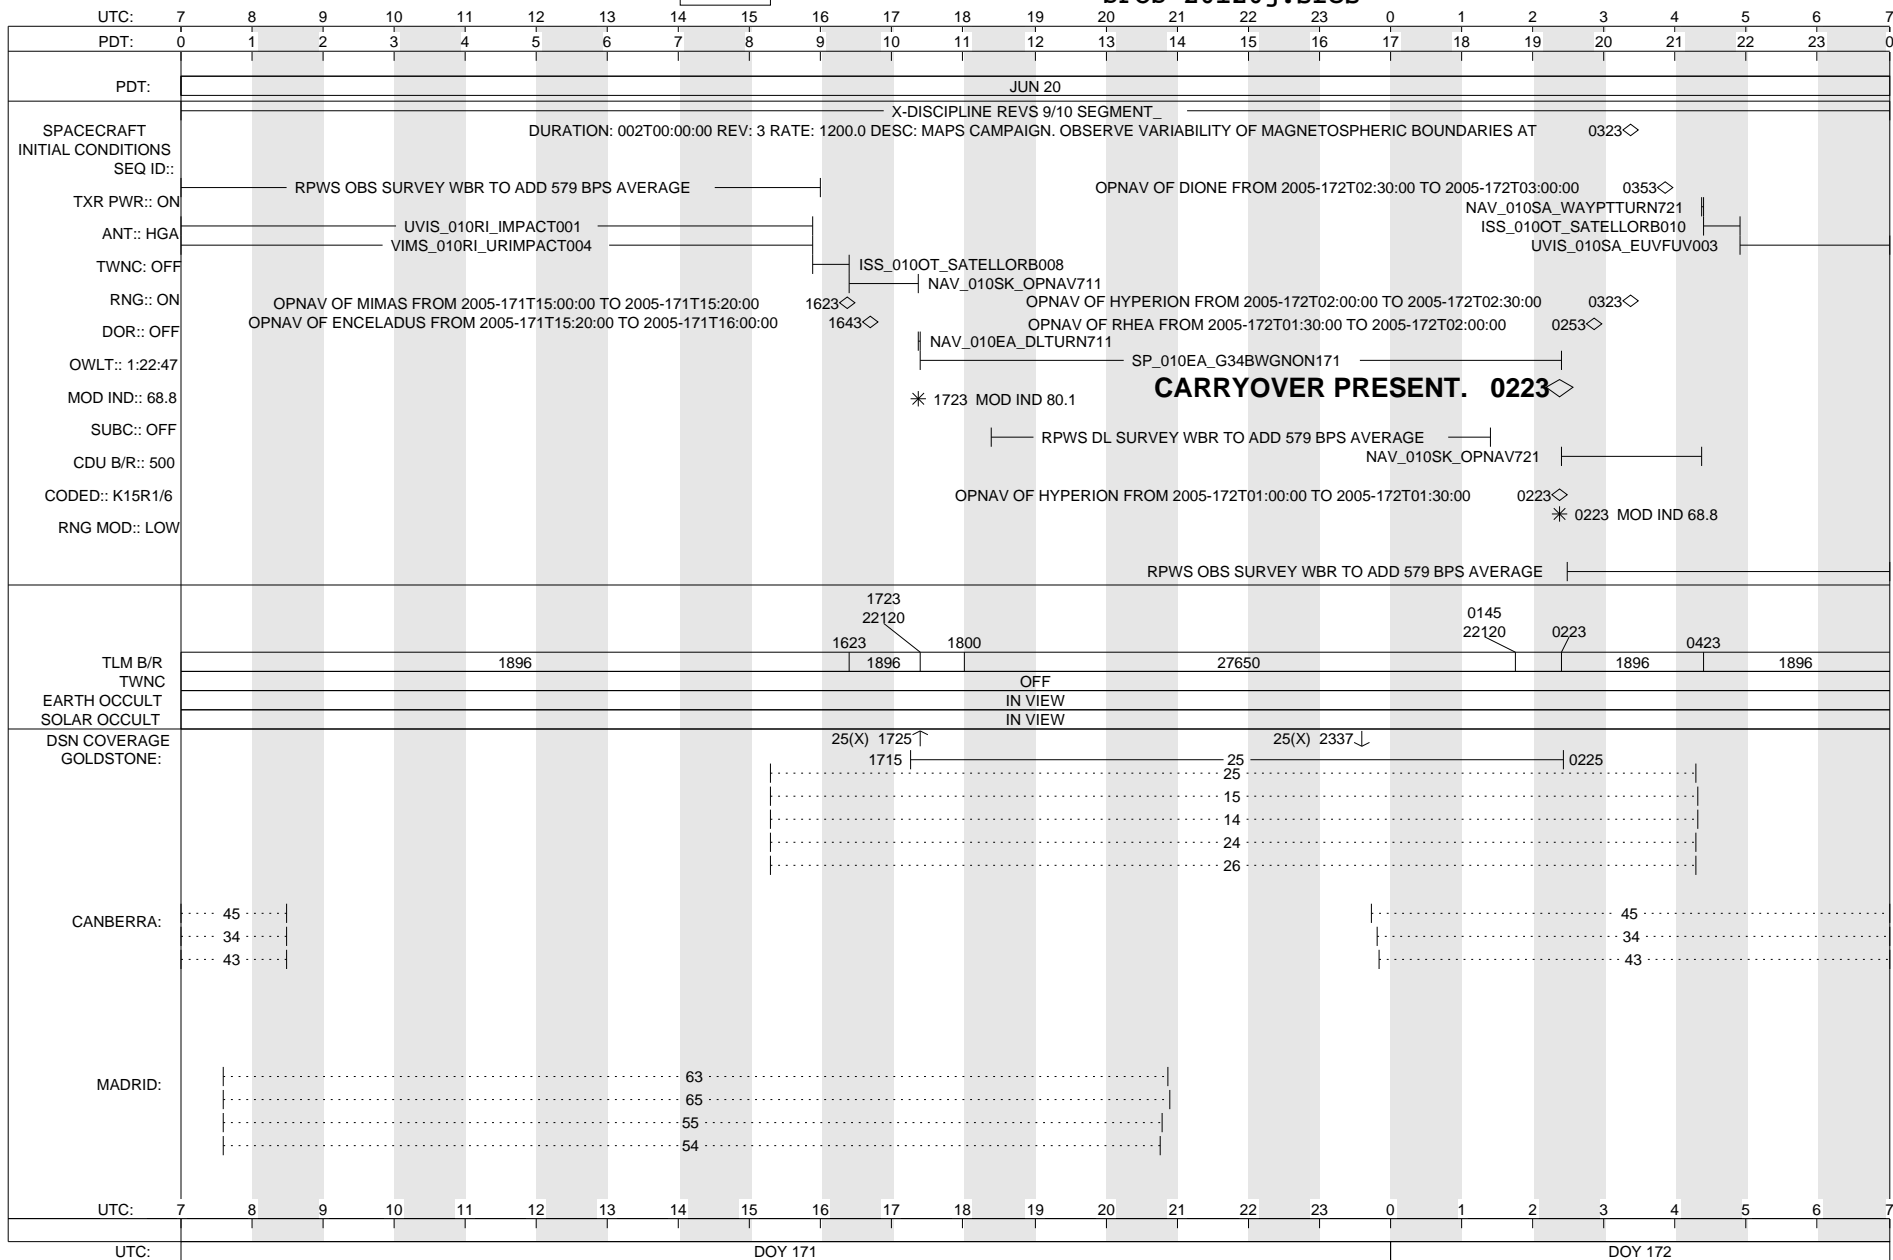 UTC: 7 8 9 10 11 12 13 14 15 16 17 18 19 20 21 22 23 0 1 2 3 4 5 6 7
PDT: 0 1 2 3 3 4 5 6 7 8 9 10 11 12 13 14 15 16 17 18 19 20 21 22 23 0
PDT: JUN 20
X-DISCIPLINE REVS 9/10 SEGMENT_
SPACECRAFT
INITIAL CONDITIONS
DURATION: 002T00:00:00 REV: 3 RATE: 1200.0 DESC: MAPS CAMPAIGN. OBSERVE VARIABILITY OF MAGNETOSPHERIC BOUNDARIES AT 0323
SEQ ID::
RPWS OBS SURVEY WBR TO ADD 579 BPS AVERAGE
OPNAV OF DIONE FROM 2005-172T02:30:00 TO 2005-172T03:00:00 0353
TXR PWR:: ON
NAV_010SA_WAYPTTURN721
UVIS_010RI_IMPACT001
ISS_010OT_SATELLORB010
ANT:: HGA
VIMS_010RI_URIMPACT004
UVIS_010SA_EUVFUV003
TWNC: OFF
ISS_010OT_SATELLORB008
NAV_010SK_OPNAV711
RNG:: ON
OPNAV OF MIMAS FROM 2005-171T15:00:00 TO 2005-171T15:20:00 1623
OPNAV OF HYPERION FROM 2005-172T02:00:00 TO 2005-172T02:30:00 0323
OPNAV OF ENCELADUS FROM 2005-171T15:20:00 TO 2005-171T16:00:00 1643
OPNAV OF RHEA FROM 2005-172T01:30:00 TO 2005-172T02:00:00 0253
DOR:: OFF
NAV_010EA_DLTURN711
OWLT:: 1:22:47
SP_010EA_G34BWGNON171
CARRYOVER PRESENT. 0223
MOD IND:: 68.8
1723 MOD IND 80.1
SUBC:: OFF
RPWS DL SURVEY WBR TO ADD 579 BPS AVERAGE
CDU B/R:: 500
NAV_010SK_OPNAV721
CODED:: K15R1/6
OPNAV OF HYPERION FROM 2005-172T01:00:00 TO 2005-172T01:30:00 0223
0223 MOD IND 68.8
RNG MOD:: LOW
RPWS OBS SURVEY WBR TO ADD 579 BPS AVERAGE
1723 0145
22120 22120 0223
1623 1800 0423
TLM B/R 1896 1896 27650 1896 1896
TWNC OFF
EARTH OCCULT IN VIEW
SOLAR OCCULT IN VIEW
DSN COVERAGE 25(X) 1725 25(X) 2337
GOLDSTONE: 1715 25 0225
25
15
14
24
26
45 45
CANBERRA:
34 34
43 43
63
MADRID:
65
55
54
UTC: 7 8 9 10 11 12 13 14 15 16 17 18 19 20 21 22 23 0 1 2 3 4 5 6 7
UTC: DOY 171 DOY 172